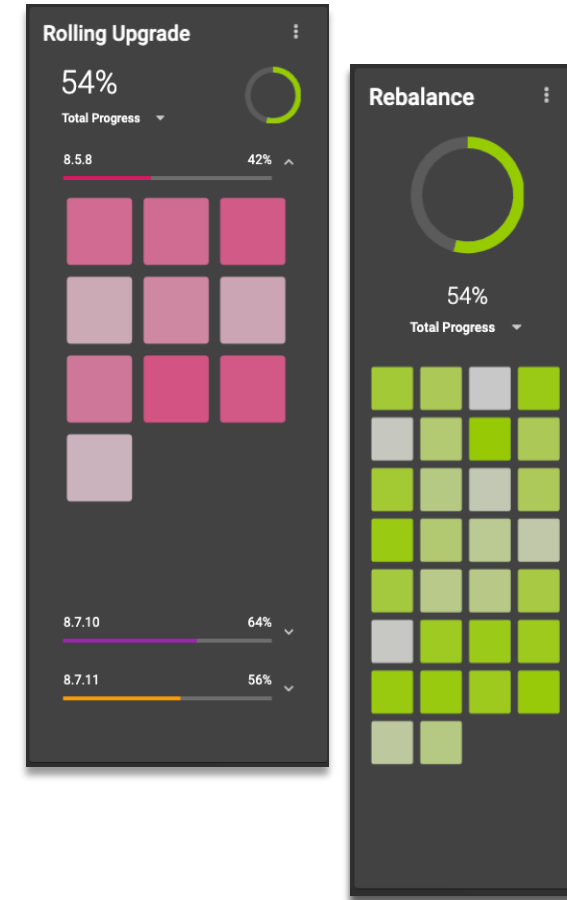 Rolling Upgrade
54%
Total Progress
8.5.8 42%
8.7.10 64%
8.7.11 56%
Rebalance
54%
Total Progress